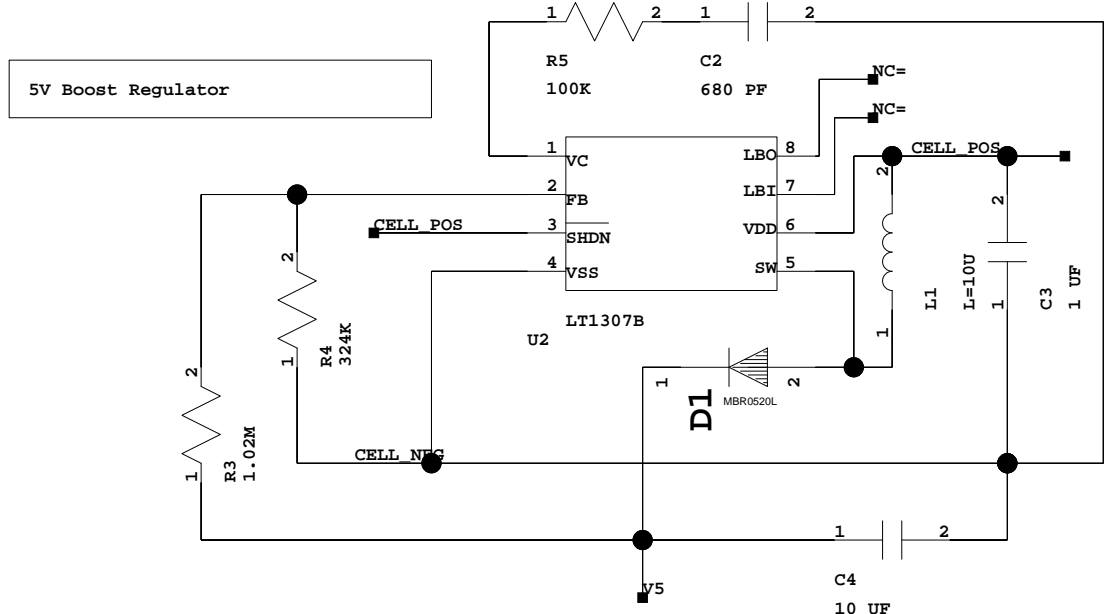 1
2
1
2
R5
100K
C2
680 PF
5V Boost Regulator
NC=
NC=
1
VC
LBO
8
CELL_POS
2
FB
LBI
7
2
2
CELL_POS
3
SHDN
VDD
6
4
VSS
SW
5
2
1
R4
324K
L1
L=10U
1
1
C3
1 UF
LT1307B
U2
1
2
D1
MBR0520L
2
1
R3
1.02M
CELL_NEG
1
2
V5
C4
10 UF